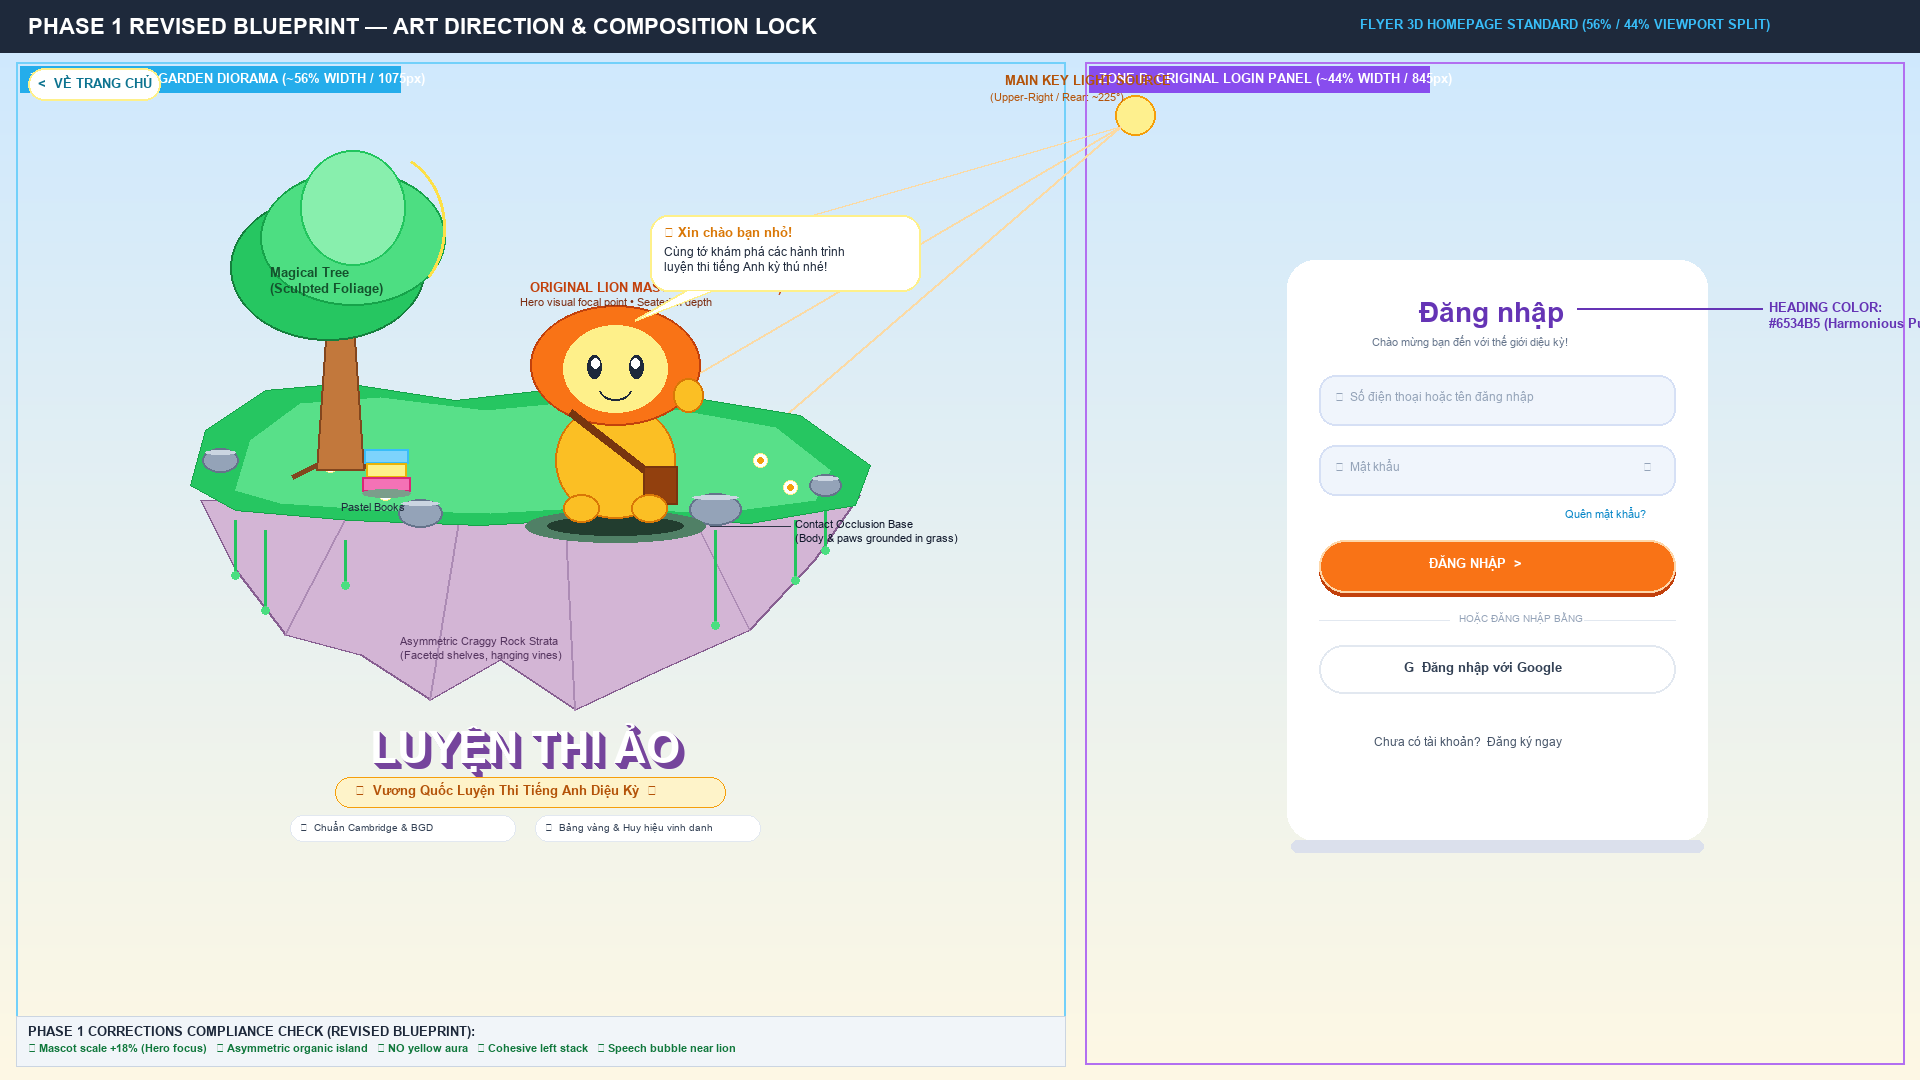 PHASE 1 REVISED BLUEPRINT — ART DIRECTION & COMPOSITION LOCK
FLYER 3D HOMEPAGE STANDARD (56% / 44% VIEWPORT SPLIT)
< VỀ TRANG CHỦ
GARDEN DIORAMA (~56% WIDTH / 1075px)
MAIN KEY LIGHT SOURCE
(Upper-Right / Rear: ~225°)
ORIGINAL LOGIN PANEL (~44% WIDTH / 845px)
Xin chào bạn nhỏ!
Cùng tớ khám phá các hành trình
luyện thi tiếng Anh kỳ thú nhé!
Magical Tree
(Sculpted Foliage)
ORIGINAL LION
Hero visual focal point • depth
Pastel Books
Contact Occlusion Base
(Body & paws grounded in grass)
Asymmetric Craggy Rock Strata
(Faceted shelves, hanging vines)
LUYỆN THI ẢO
Vương Quốc Luyện Thi Tiếng Anh Diệu Kỳ
Chuẩn Cambridge & BGD
Bảng vàng & Huy hiệu vinh danh
Đăng nhập
Chào mừng bạn đến với thế giới diệu kỳ!
HEADING COLOR:
#6534B5 (Harmonious
Số điện thoại hoặc tên đăng nhập
Mật khẩu
Quên mật khẩu?
ĐĂNG NHẬP >
HOẶC ĐĂNG NHẬP BẰNG
G Đăng nhập với Google
Chưa có tài khoản? Đăng ký ngay
PHASE 1 CORRECTIONS COMPLIANCE CHECK (REVISED BLUEPRINT):
Mascot scale +18% (Hero focus) Asymmetric organic island NO yellow aura Cohesive left stack Speech bubble near lion